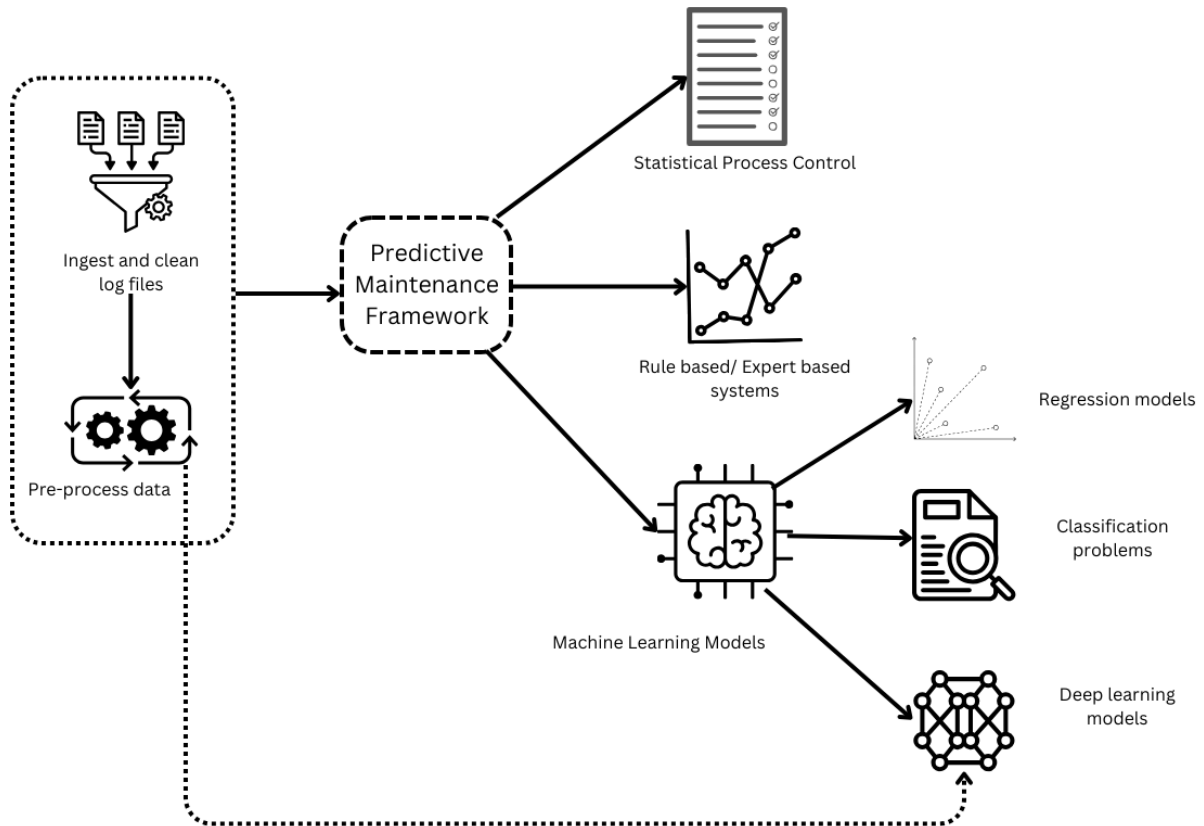 Statistical Process Control
Ingest and clean
log files
Predictive
Maintenance
Framework
Rule based/ Expert based
systems
Regression models
Pre-process data
Classification
problems
Machine Learning Models
Deep learning
models